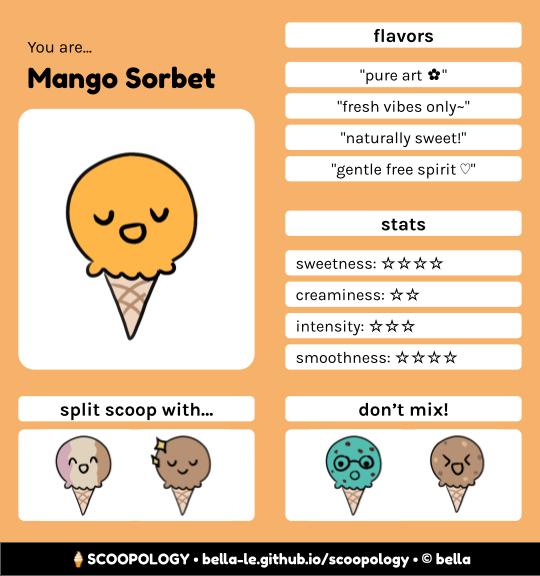 You are...
Mango Sorbet
flavors
"pure art ✿"
"fresh vibes only~"
"naturally sweet!"
"gentle free spirit ♡"
stats
sweetness: ☆☆☆☆
creaminess: ☆☆
intensity: ☆☆☆
smoothness: ☆☆☆☆
split scoop with...
don't mix!
SCOOPOLOGY • bella-le.github.io/scoopology • © bella